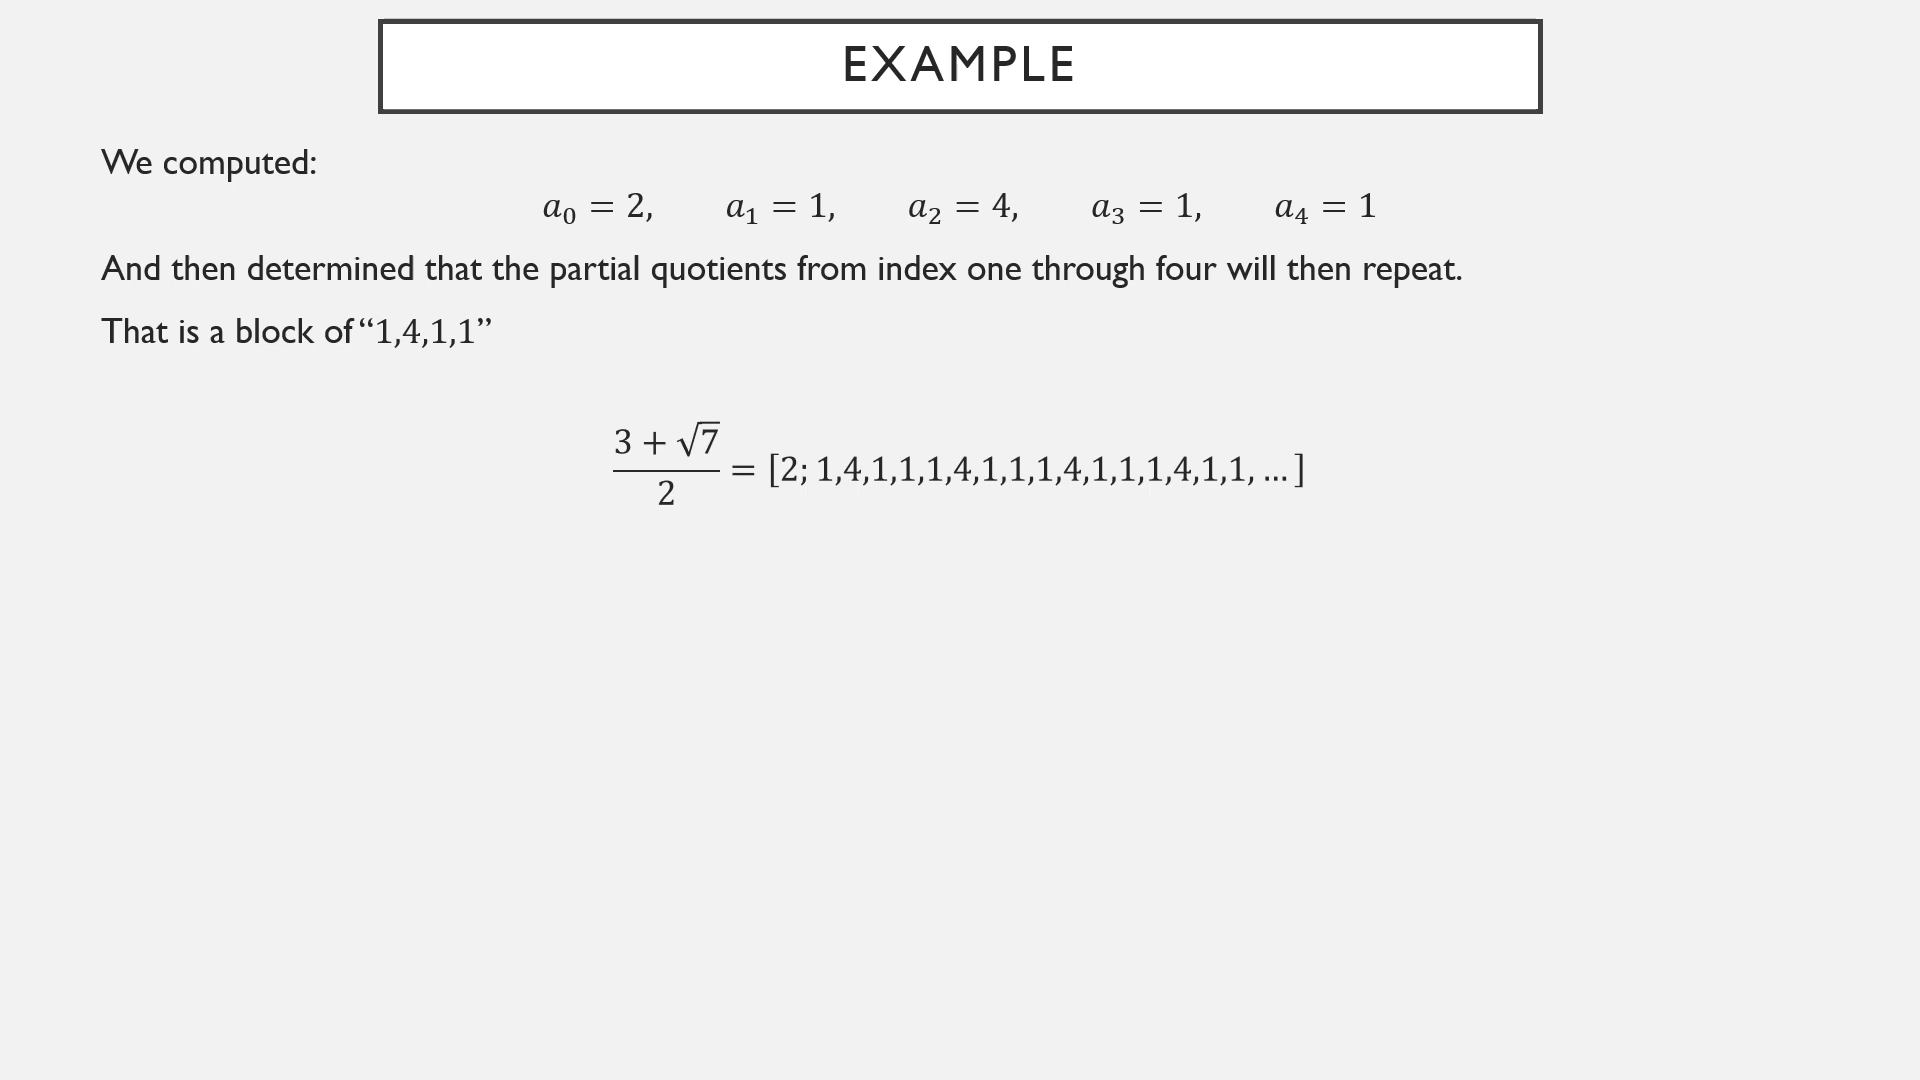 EXAMPLE
We computed:
a₀ = 2, a₁ = 1, a₂ = 4, a₃ = 1, a₄ = 1
And then determined that the partial quotients from index one through four will then repeat.
That is a block of “1,4,1,1”
(3 + √7)/2 = [2; 1,4,1,1,1,4,1,1,1,4,1,1,1,4,1,1, … ]